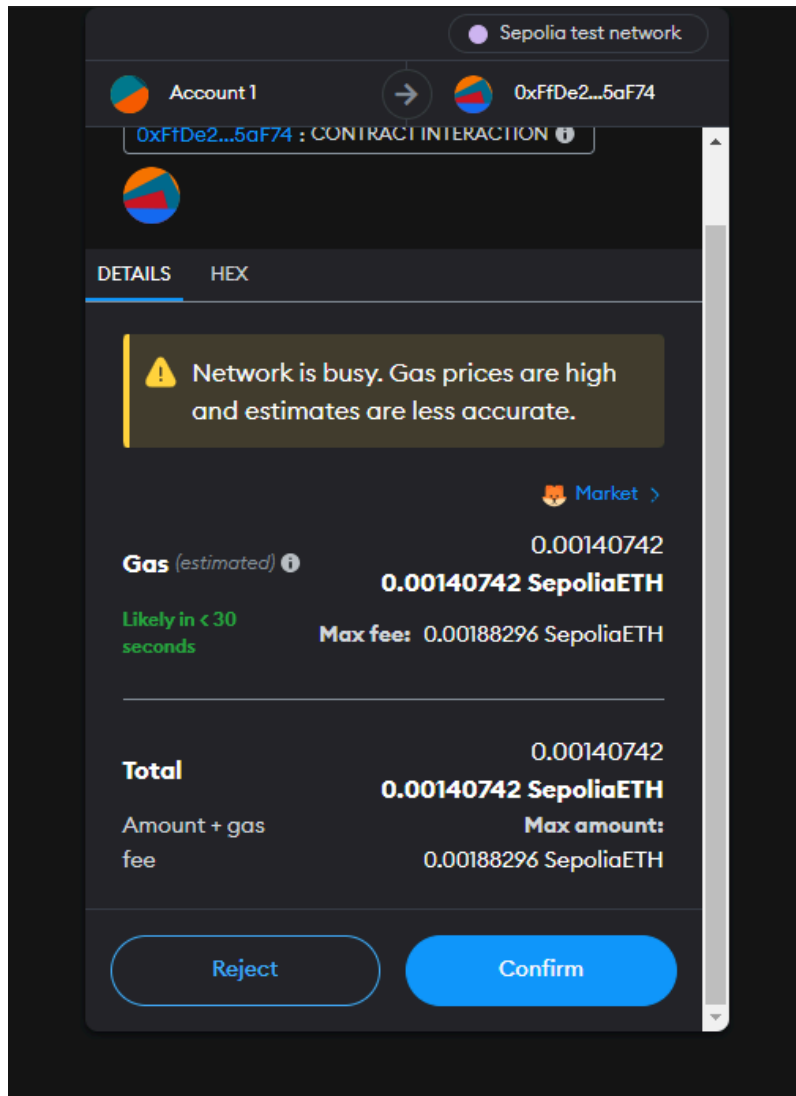 Sepolia test network
Account 1
0xFfDe2...5aF74
0xFfDe2...5aF74 : CONTRACT INTERACTION
DETAILS HEX
Network is busy. Gas prices are high
and estimates are less accurate.
Market >
0.00140742
Gas (estimated)
0.00140742 SepoliaETH
Likely in < 30
seconds
Max fee: 0.00188296 SepoliaETH
0.00140742
Total
0.00140742 SepoliaETH
Amount + gas
fee
Max amount:
0.00188296 SepoliaETH
Reject Confirm